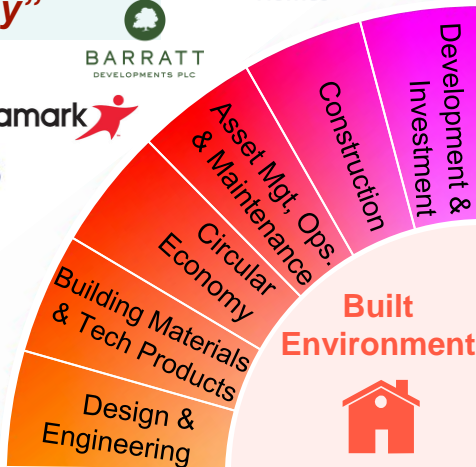 y”
BARRATT
DEVELOPMENTS PLC
amark
Development &
Investment
Construction
Asset Mgt, Ops.
& Maintenance
Circular
Economy
Building Materials
& Tech Products
Design &
Engineering
Built
Environment